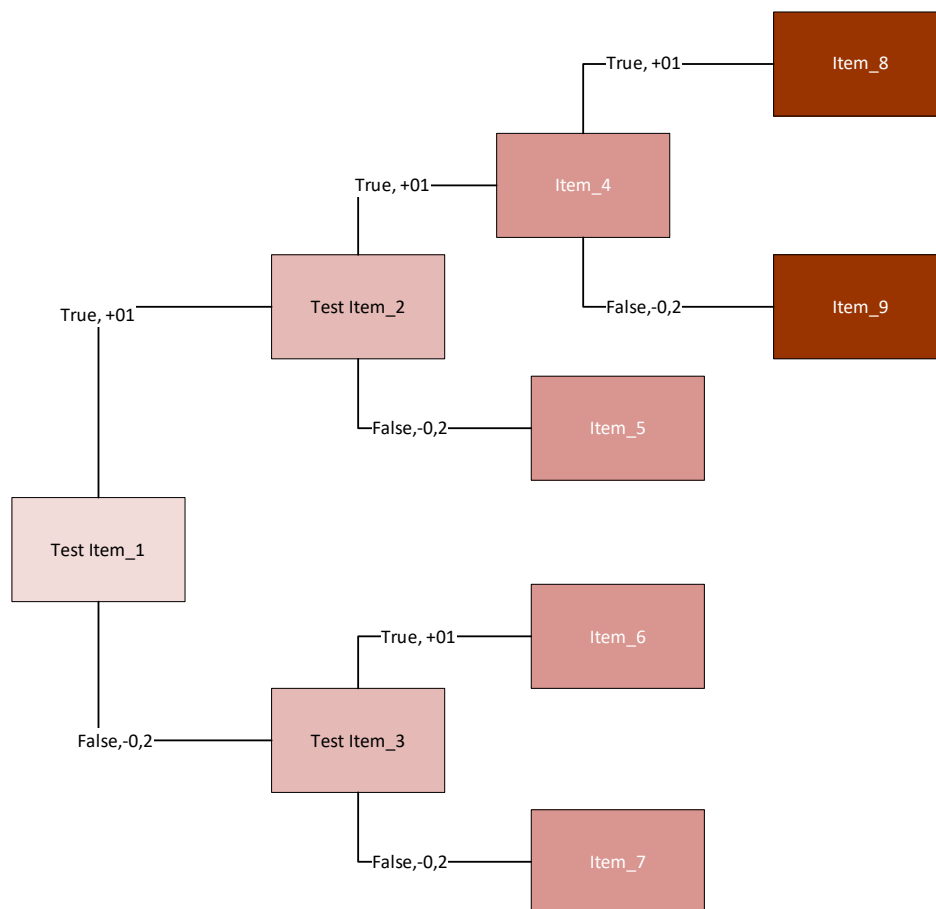 True, +01
Item_8
True, +01
Item_4
True, +01
Test Item_2
False,-0,2
Item_9
False,-0,2
Item_5
Test Item_1
True, +01
Item_6
False,-0,2
Test Item_3
False,-0,2
Item_7